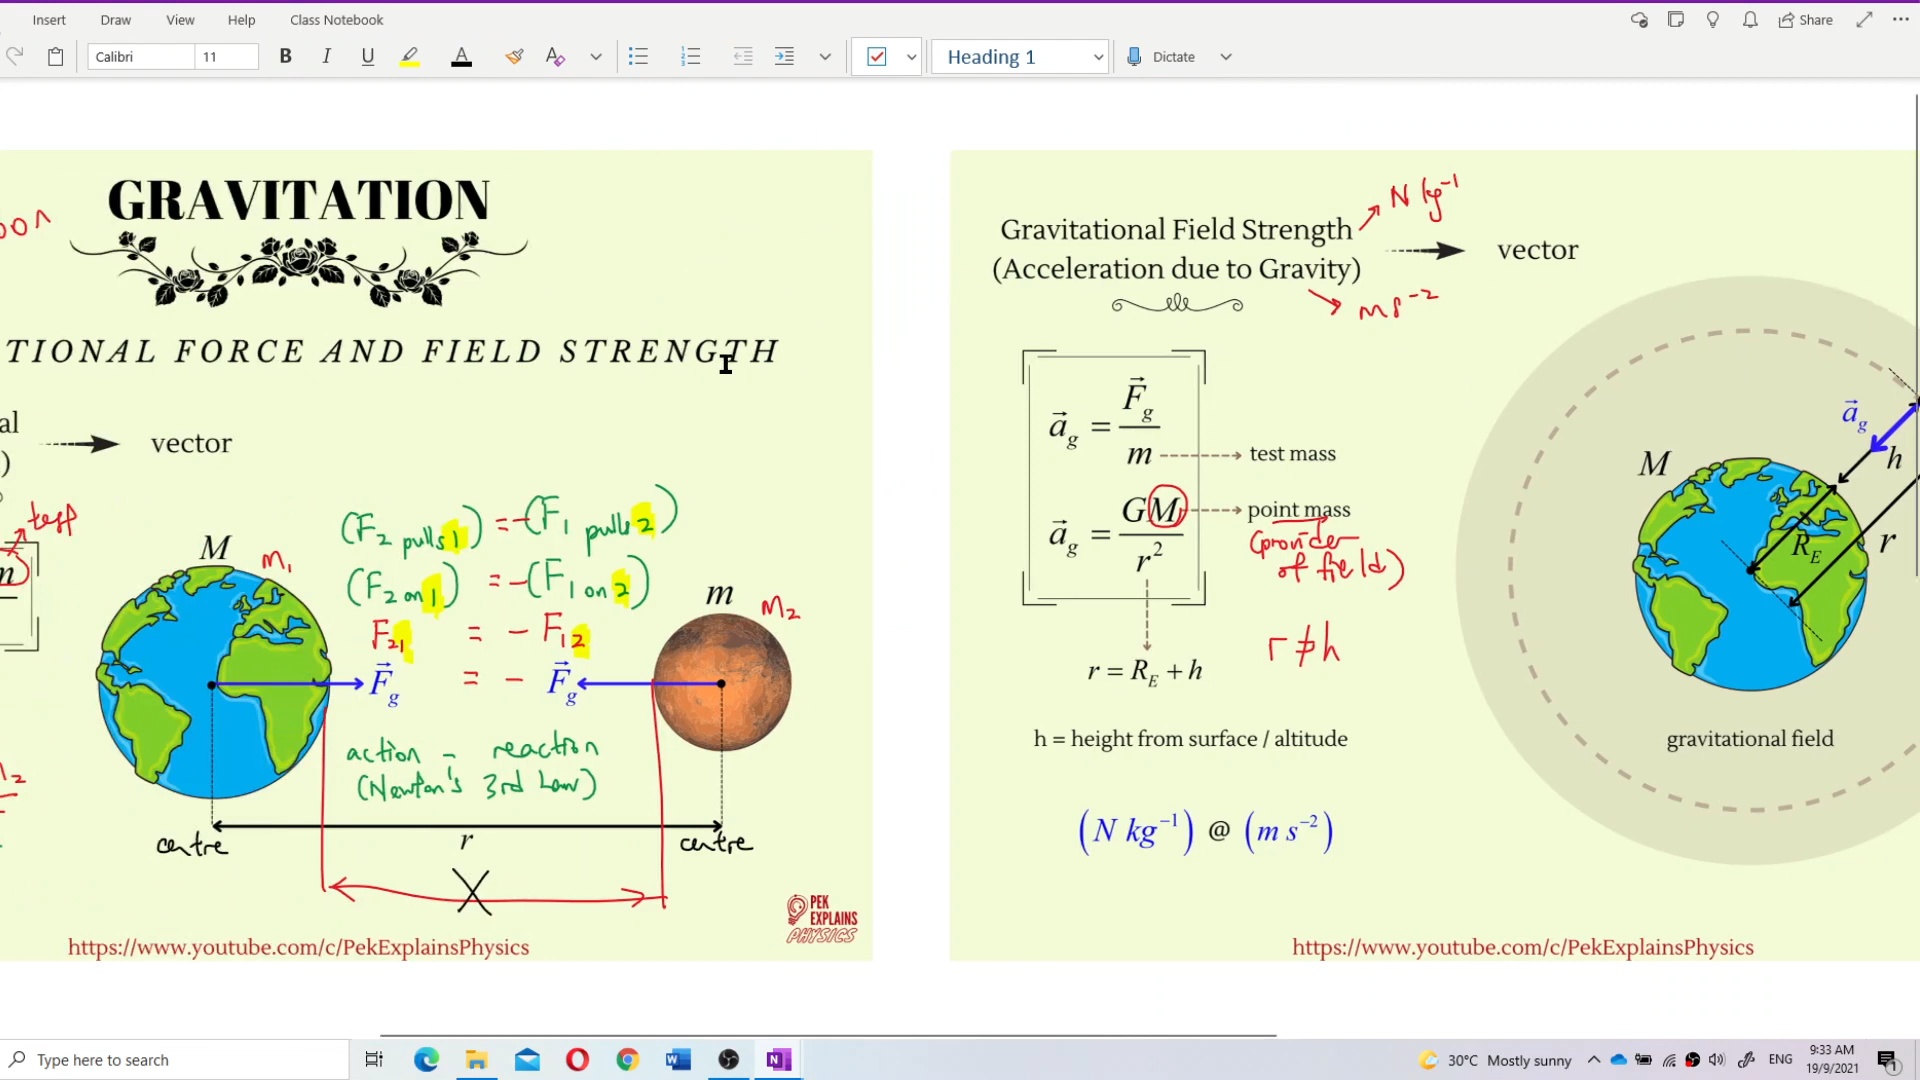 Insert Draw View Help Class Notebook
Share
Calibri 11 B I U A Heading 1 Dictate
GRAVITATION
TIONAL FORCE AND FIELD STRENGTH
al
)
vector
test
M
m₁
(F₂ pulls 1) = -(F₁ pulls 2)
(F₂ on 1) = -(F₁ on 2)
F₂₁ = - F₁₂
F⃗g = - F⃗g
m
m₂
action - reaction
(Newton's 3rd Law)
centre r centre
X
PEK
EXPLAINS
PHYSICS
https://www.youtube.com/c/PekExplainsPhysics
Gravitational Field Strength
(Acceleration due to Gravity)
N kg⁻¹
ms⁻²
vector
a⃗g = F⃗g / m
test mass
a⃗g = GM / r²
point mass
(provider
of field)
r = R_E + h
r ≠ h
h = height from surface / altitude
(N kg⁻¹) @ (m s⁻²)
M
a⃗g
h
R_E
r
gravitational field
https://www.youtube.com/c/PekExplainsPhysics
Type here to search
30°C Mostly sunny
ENG
9:33 AM
19/9/2021
1